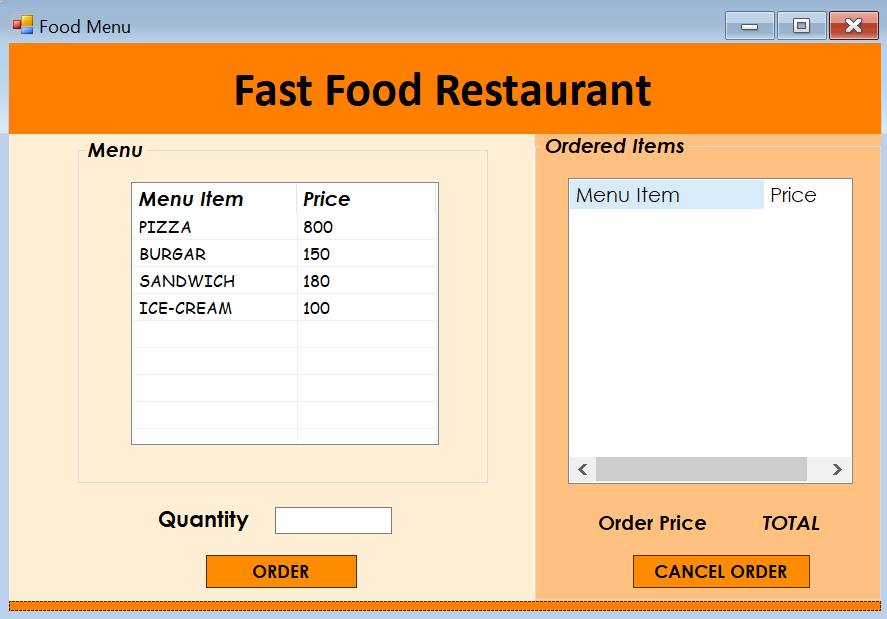 Food Menu
Fast Food Restaurant
Menu
Menu Item Price
PIZZA 800
BURGAR 150
SANDWICH 180
ICE-CREAM 100
Quantity
ORDER
Ordered Items
Menu Item Price
Order Price TOTAL
CANCEL ORDER